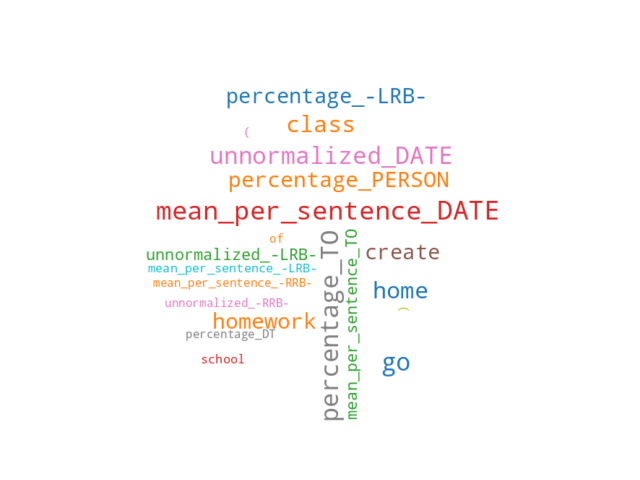 percentage_-LRB-
class
(
unnormalized_DATE
percentage_PERSON
mean_per_sentence_DATE
of
unnormalized_-LRB-
mean_per_sentence_-LRB-
mean_per_sentence_-RRB-
unnormalized_-RRB-
homework
percentage_DT
school
percentage_TO
mean_per_sentence_TO
create
home
)
go